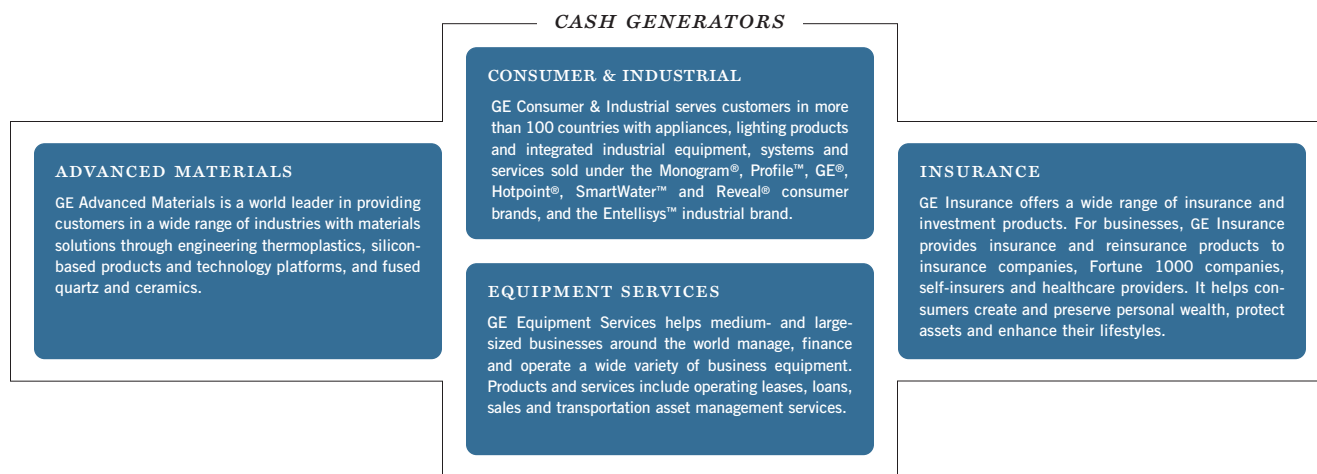 CASH GENERATORS
CONSUMER & INDUSTRIAL
GE Consumer & Industrial serves customers in more
than 100 countries with appliances, lighting products
and integrated industrial equipment, systems and
services sold under the Monogram®, Profile™, GE®,
Hotpoint®, SmartWater™ and Reveal® consumer
brands, and the Entellisys™ industrial brand.
ADVANCED MATERIALS
GE Advanced Materials is a world leader in providing
customers in a wide range of industries with materials
solutions through engineering thermoplastics, silicon-
based products and technology platforms, and fused
quartz and ceramics.
INSURANCE
GE Insurance offers a wide range of insurance and
investment products. For businesses, GE Insurance
provides insurance and reinsurance products to
insurance companies, Fortune 1000 companies,
self-insurers and healthcare providers. It helps con-
sumers create and preserve personal wealth, protect
assets and enhance their lifestyles.
EQUIPMENT SERVICES
GE Equipment Services helps medium- and large-
sized businesses around the world manage, finance
and operate a wide variety of business equipment.
Products and services include operating leases, loans,
sales and transportation asset management services.